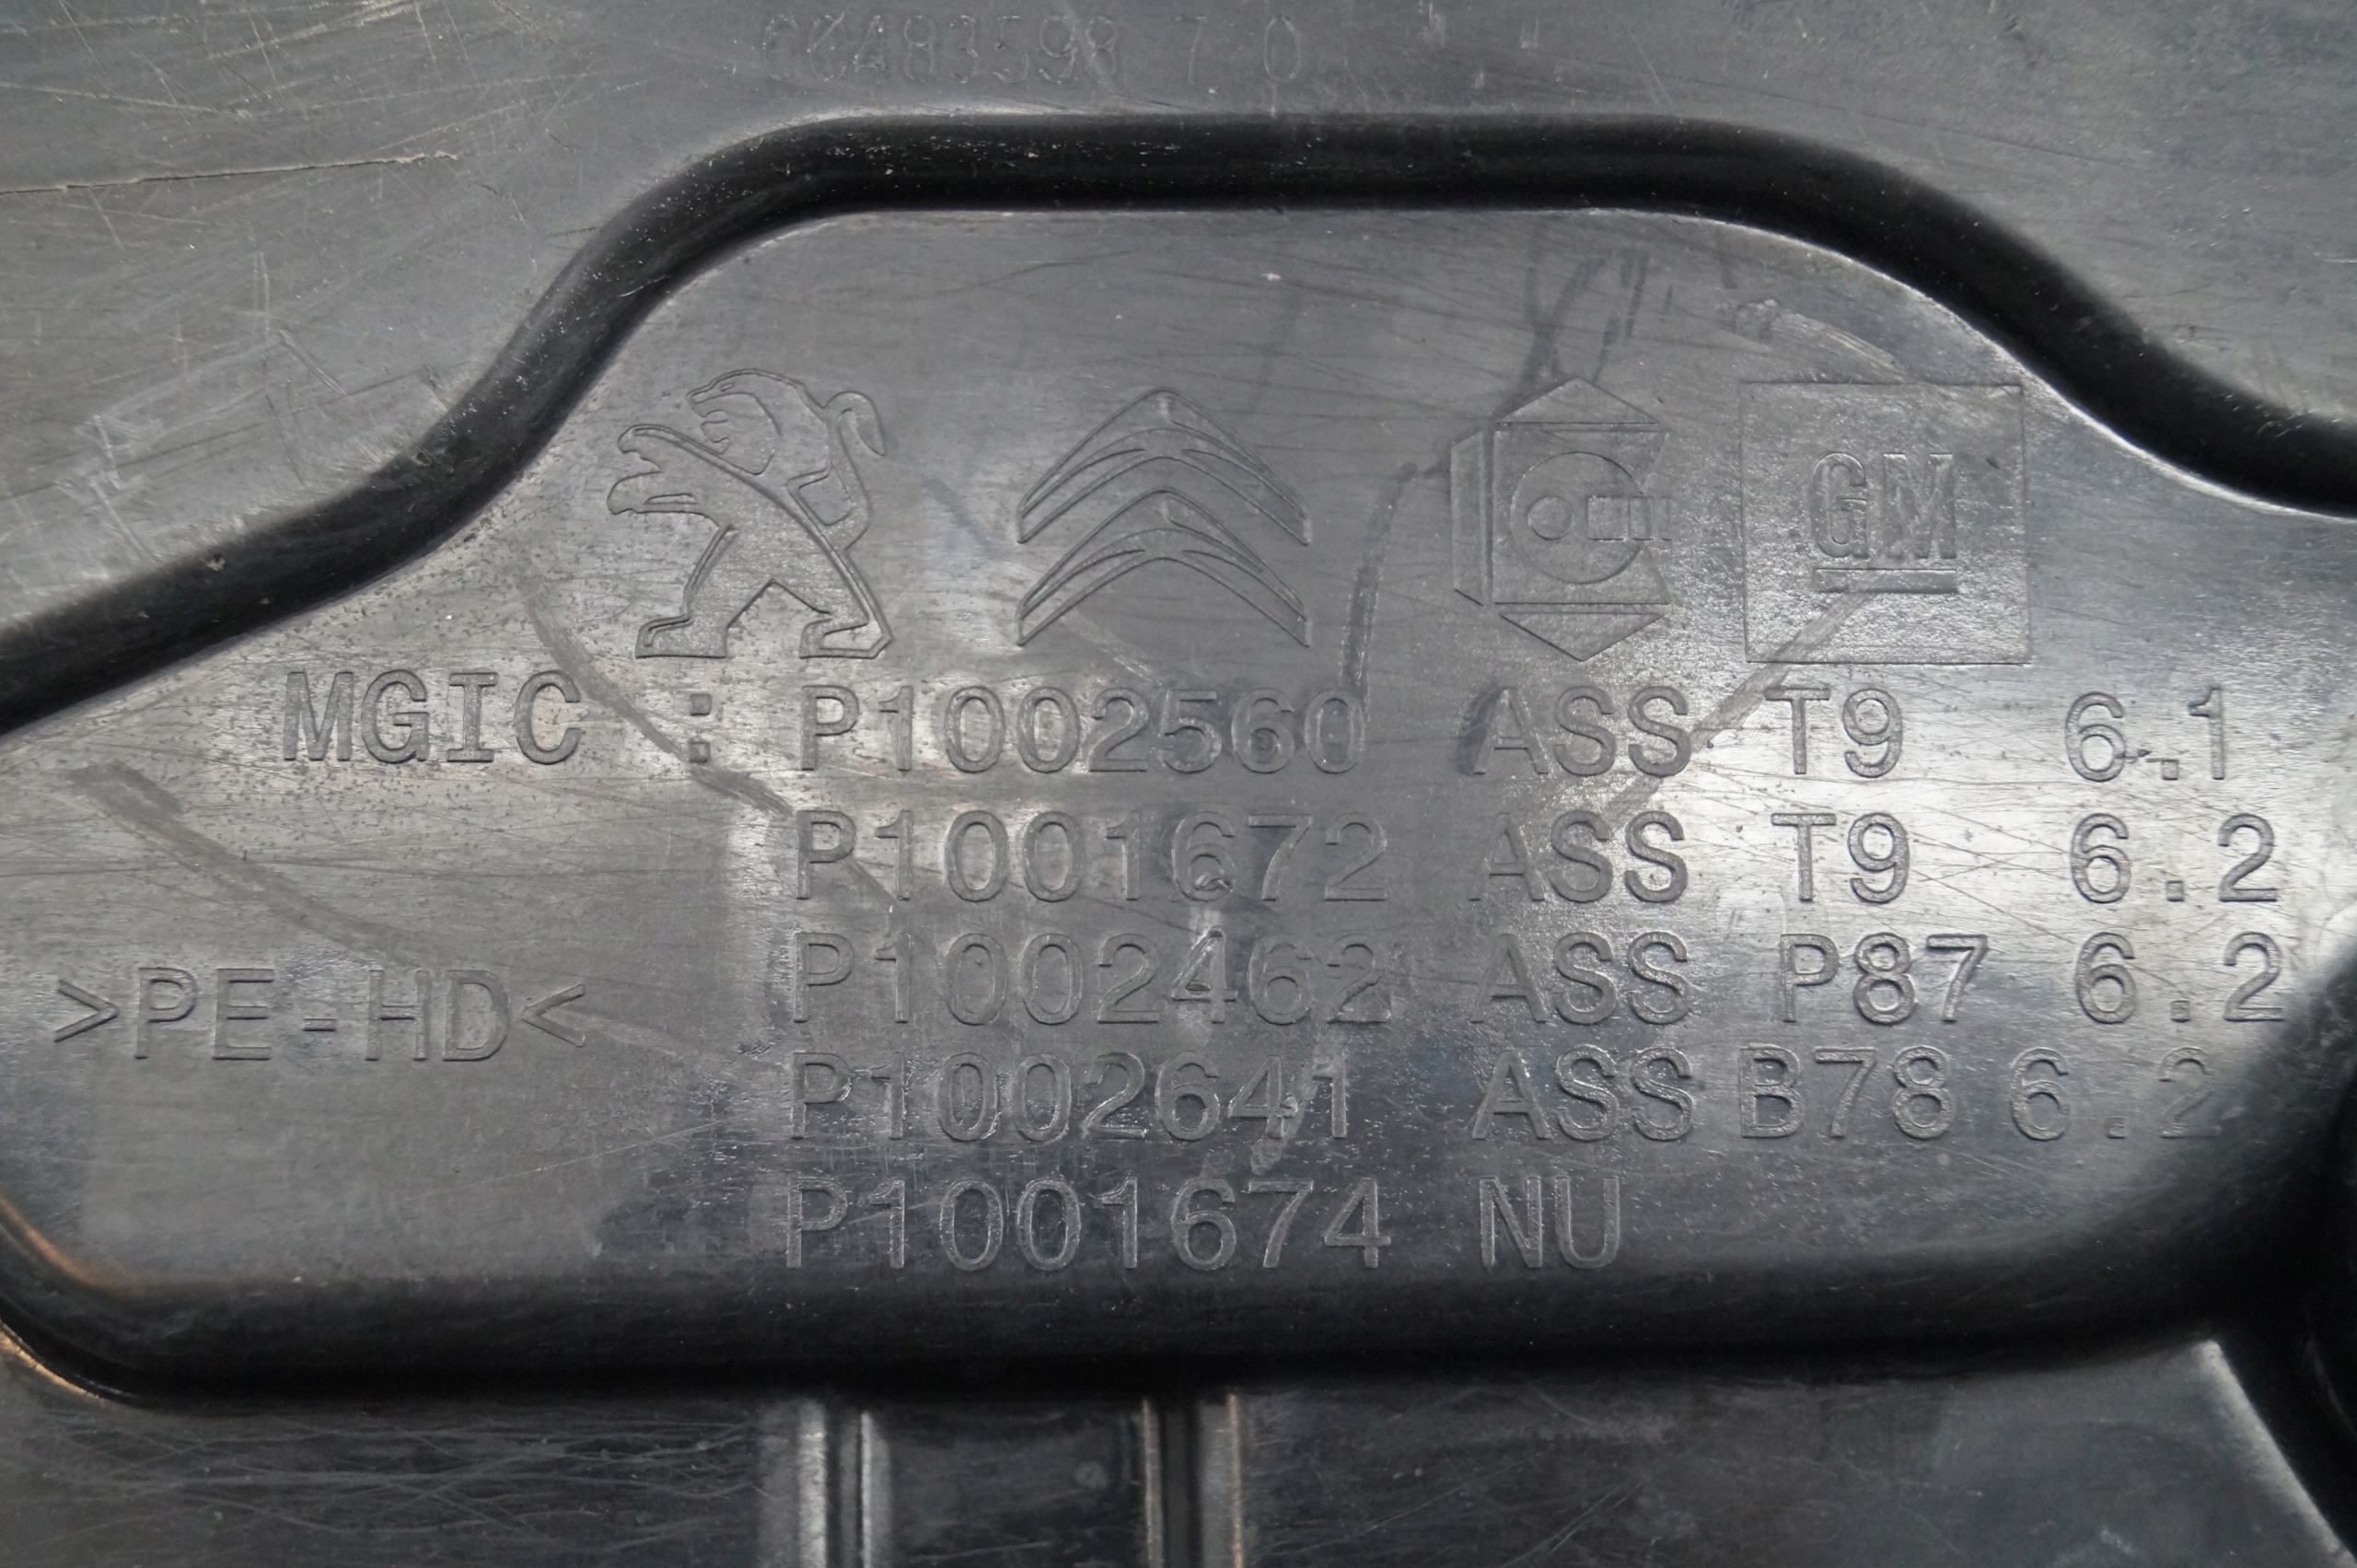 00483598 7 0
GM
MGIC : P1002560 ASS T9 6.1
P1001672 ASS T9 6.2
P1002462 ASS P87 6.2
>PE-HD<
P1002641 ASS B78 6.2
P1001674 NU